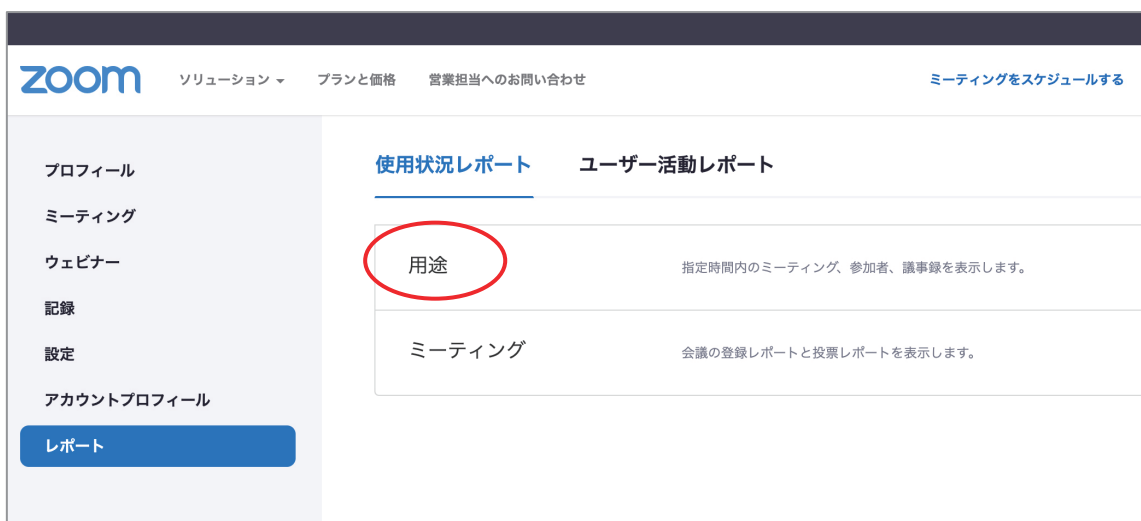 zoom ソリューション プランと価格 営業担当へのお問い合わせ ミーティングをスケジュールする
プロフィール
ミーティング
ウェビナー
記録
設定
アカウントプロフィール
レポート
使用状況レポート ユーザー活動レポート
用途 指定時間内のミーティング、参加者、議事録を表示します。
ミーティング 会議の登録レポートと投票レポートを表示します。